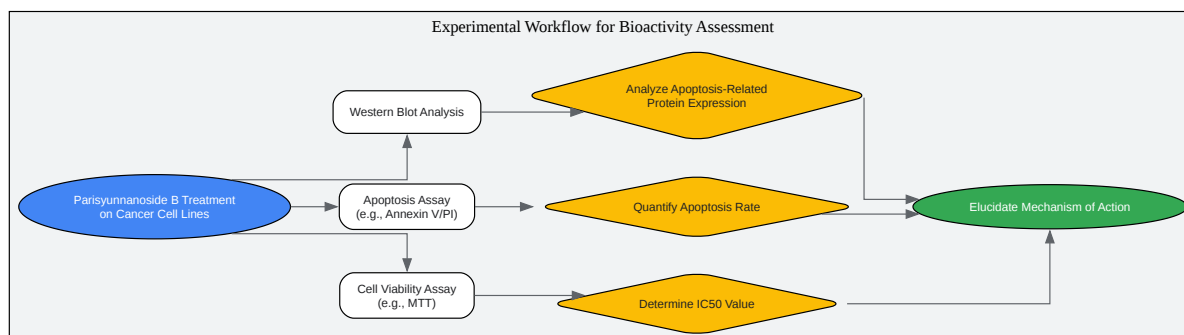 Experimental Workflow for Bioactivity Assessment
Analyze Apoptosis-Related
Protein Expression
Western Blot Analysis
Parisyunnanoside B Treatment
on Cancer Cell Lines
Apoptosis Assay
(e.g., Annexin V/PI)
Quantify Apoptosis Rate
Elucidate Mechanism of Action
Cell Viability Assay
(e.g., MTT)
Determine IC50 Value